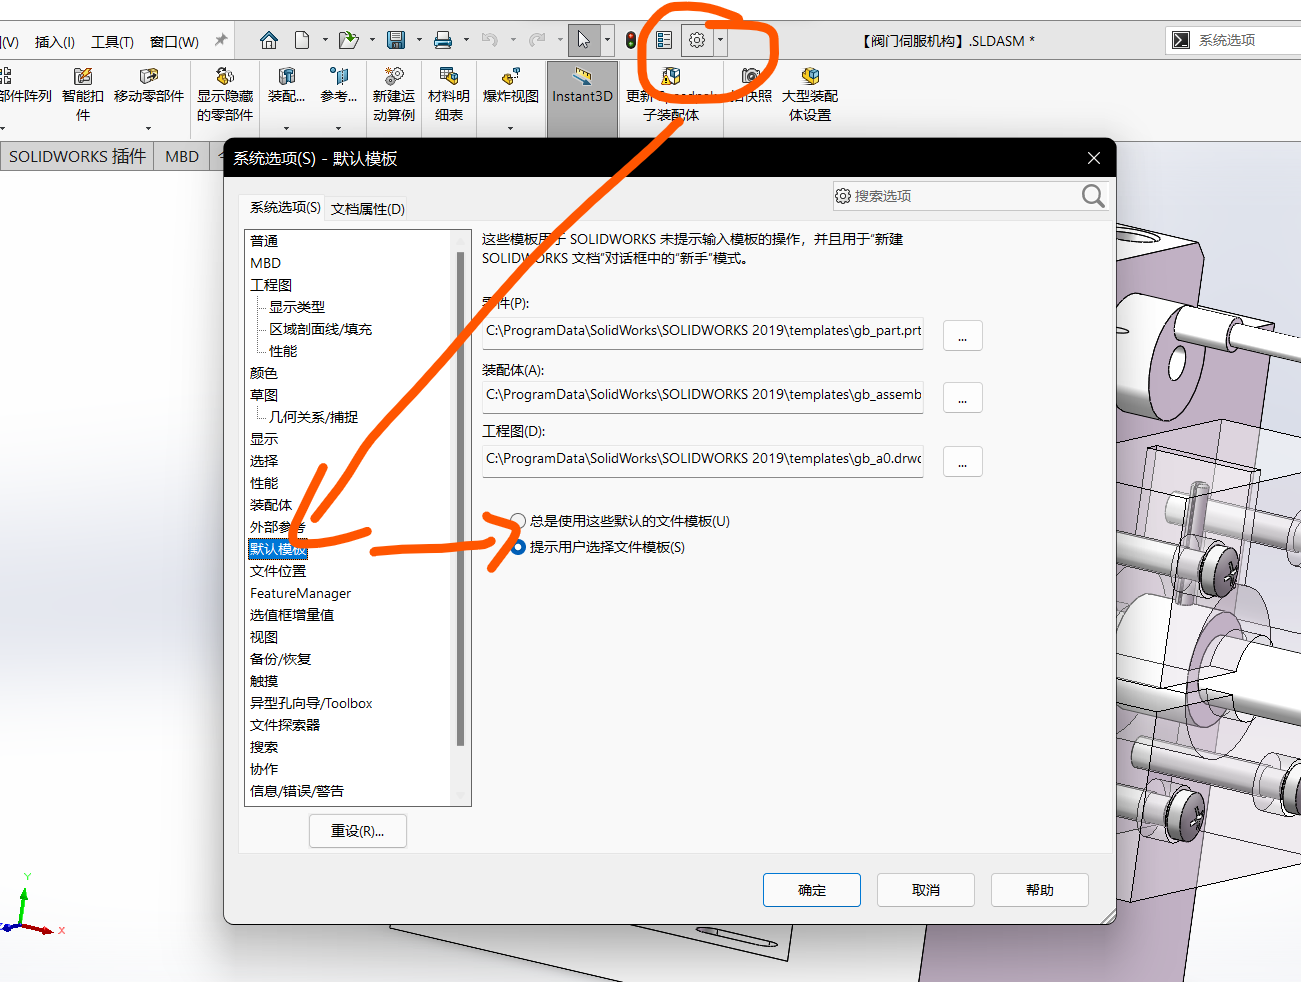 (V) 插入(I) 工具(T) 窗口(W)
【阀门伺服机构】.SLDASM *
系统选项
部件阵列
智能扣件
移动零部件
显示隐藏的零部件
装配...
参考...
新建运动算例
材料明细表
爆炸视图
Instant3D
更新
子装配体
拍快照
大型装配体设置
SOLIDWORKS 插件
MBD
系统选项(S) - 默认模板
搜索选项
系统选项(S)
文档属性(D)
普通
MBD
工程图
显示类型
区域剖面线/填充
性能
颜色
草图
几何关系/捕捉
显示
选择
性能
装配体
外部参考
默认模板
文件位置
FeatureManager
选值框增量值
视图
备份/恢复
触摸
异型孔向导/Toolbox
文件探索器
搜索
协作
信息/错误/警告
重设(R)...
这些模板用于 SOLIDWORKS 未提示输入模板的操作，并且用于“新建
SOLIDWORKS 文档”对话框中的“新手”模式。
零件(P):
C:\ProgramData\SolidWorks\SOLIDWORKS 2019\templates\gb_part.prt
...
装配体(A):
C:\ProgramData\SolidWorks\SOLIDWORKS 2019\templates\gb_assemb
...
工程图(D):
C:\ProgramData\SolidWorks\SOLIDWORKS 2019\templates\gb_a0.drw
...
总是使用这些默认的文件模板(U)
提示用户选择文件模板(S)
确定
取消
帮助
Y
X